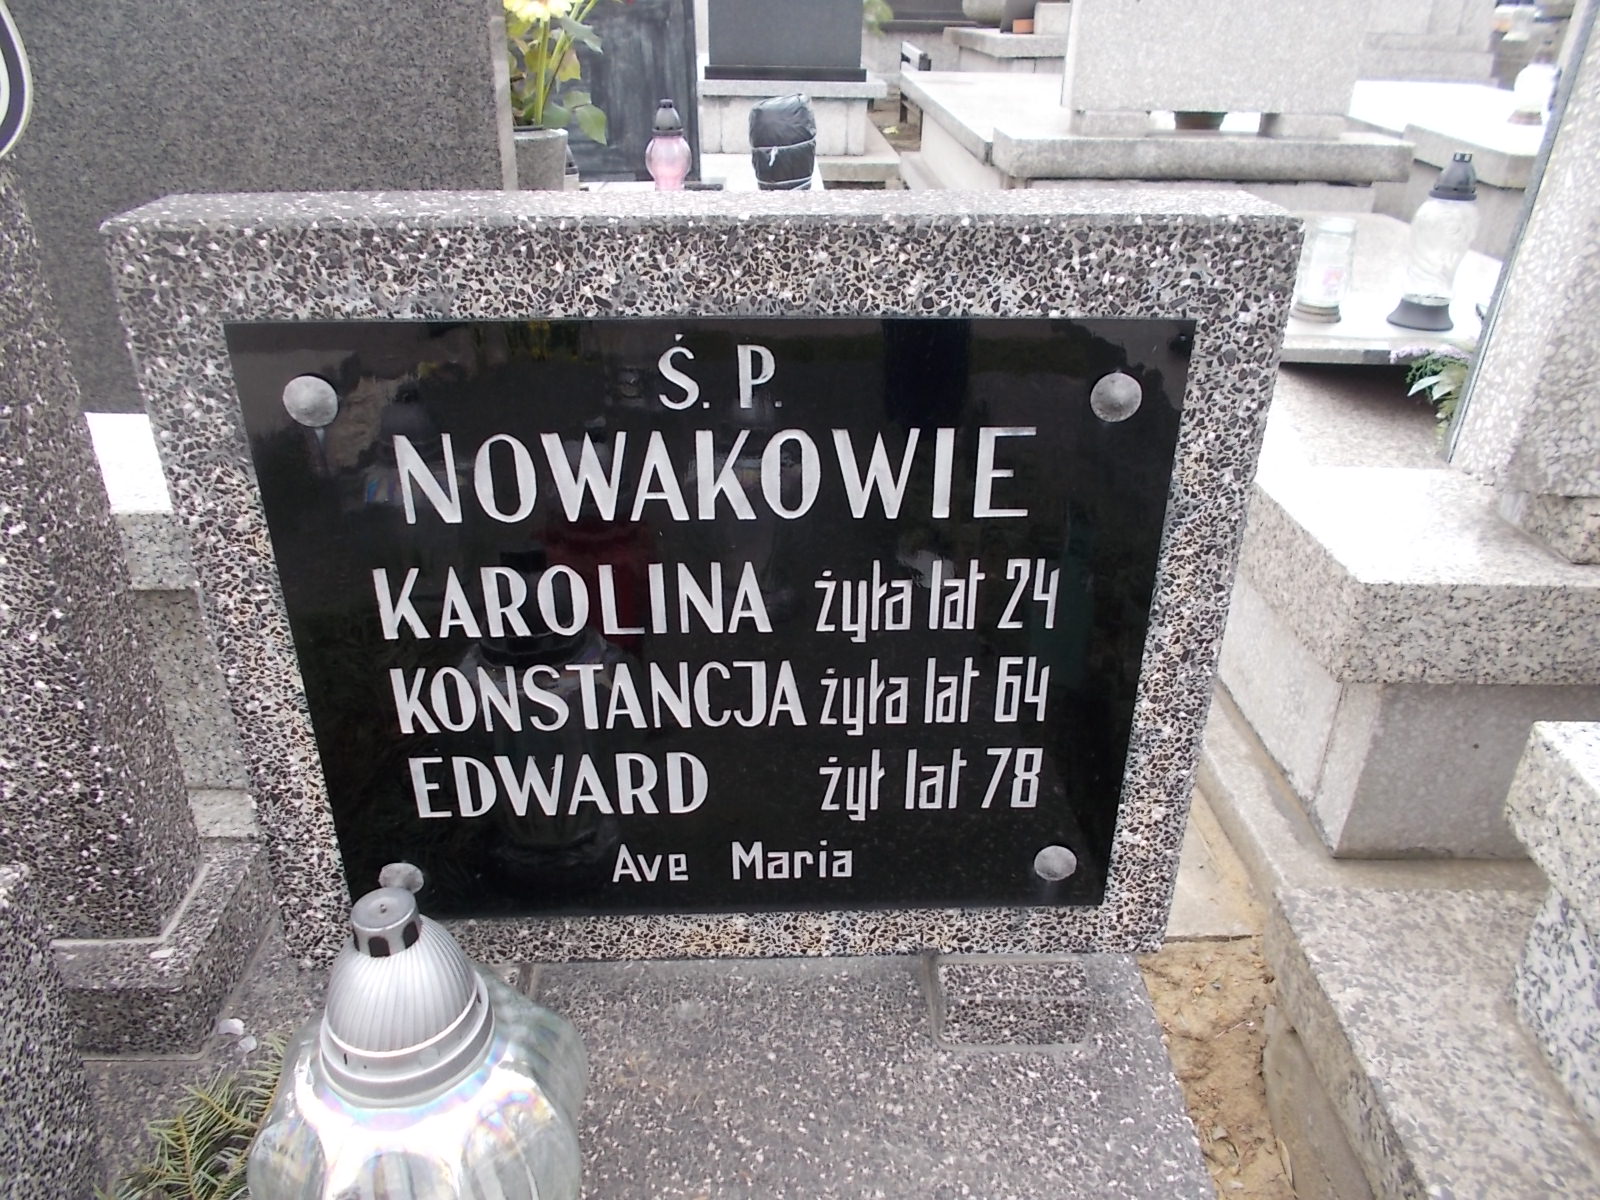 Ś. P.
NOWAKOWIE
KAROLINA żyła lat 24
KONSTANCJA żyła lat 64
EDWARD żył lat 78
Ave Maria